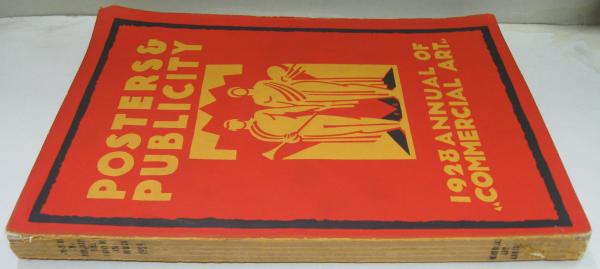 POSTERS &
PUBLICITY
1928 ANNUAL OF
"COMMERCIAL ART"